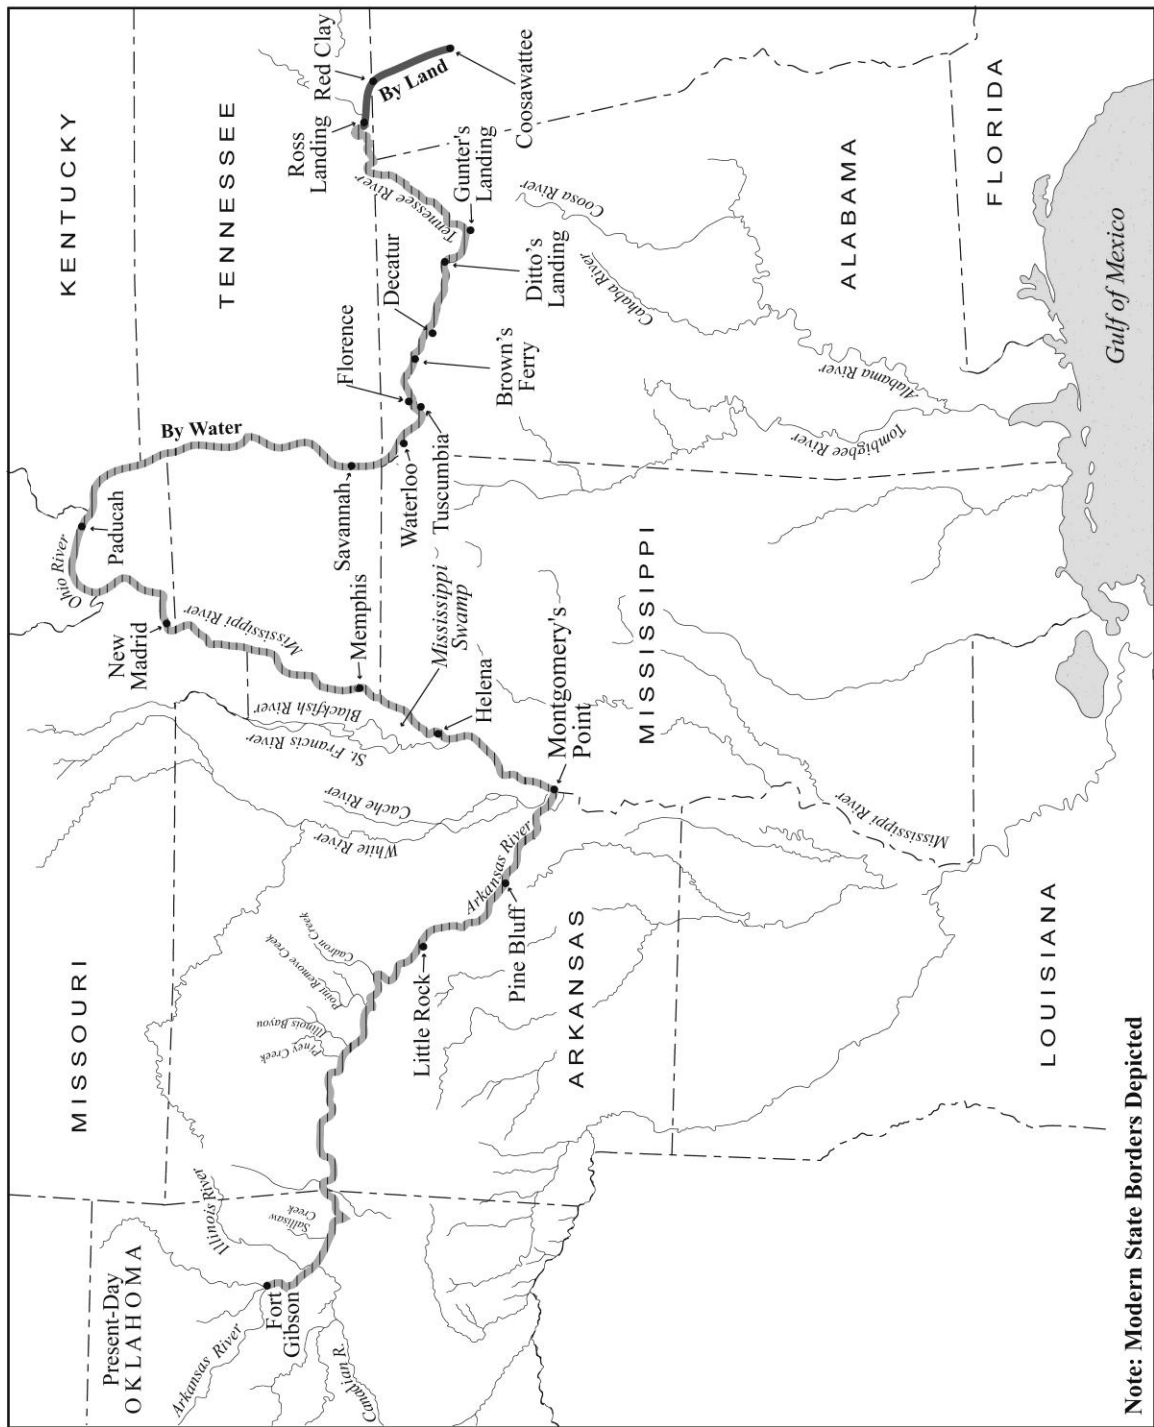 KENTUCKY
TENNESSEE
Red Clay
By Land
Coosawattee
Ross
Landing
Tennessee River
Gunter's
Landing
Coosa River
ALABAMA
FLORIDA
Gulf of Mexico
Decatur
Ditto's
Landing
Cahaba River
Florence
Brown's
Ferry
Alabama River
Tombigbee River
By Water
Savannah
Waterloo
Tuscumbia
Paducah
Ohio River
New
Madrid
Mississippi River
Memphis
Mississippi
Swamp
Helena
Montgomery's
Point
MISSISSIPPI
Blackfish River
St. Francis River
Cache River
White River
Arkansas River
Mississippi River
Pine Bluff
Little Rock
ARKANSAS
LOUISIANA
MISSOURI
Cadron Creek
Point Remove Creek
Illinois Bayou
Piney Creek
Illinois River
Sallisaw
Creek
Present-Day
OKLAHOMA
Fort
Gibson
Arkansas River
Canadian R.
Note: Modern State Borders Depicted